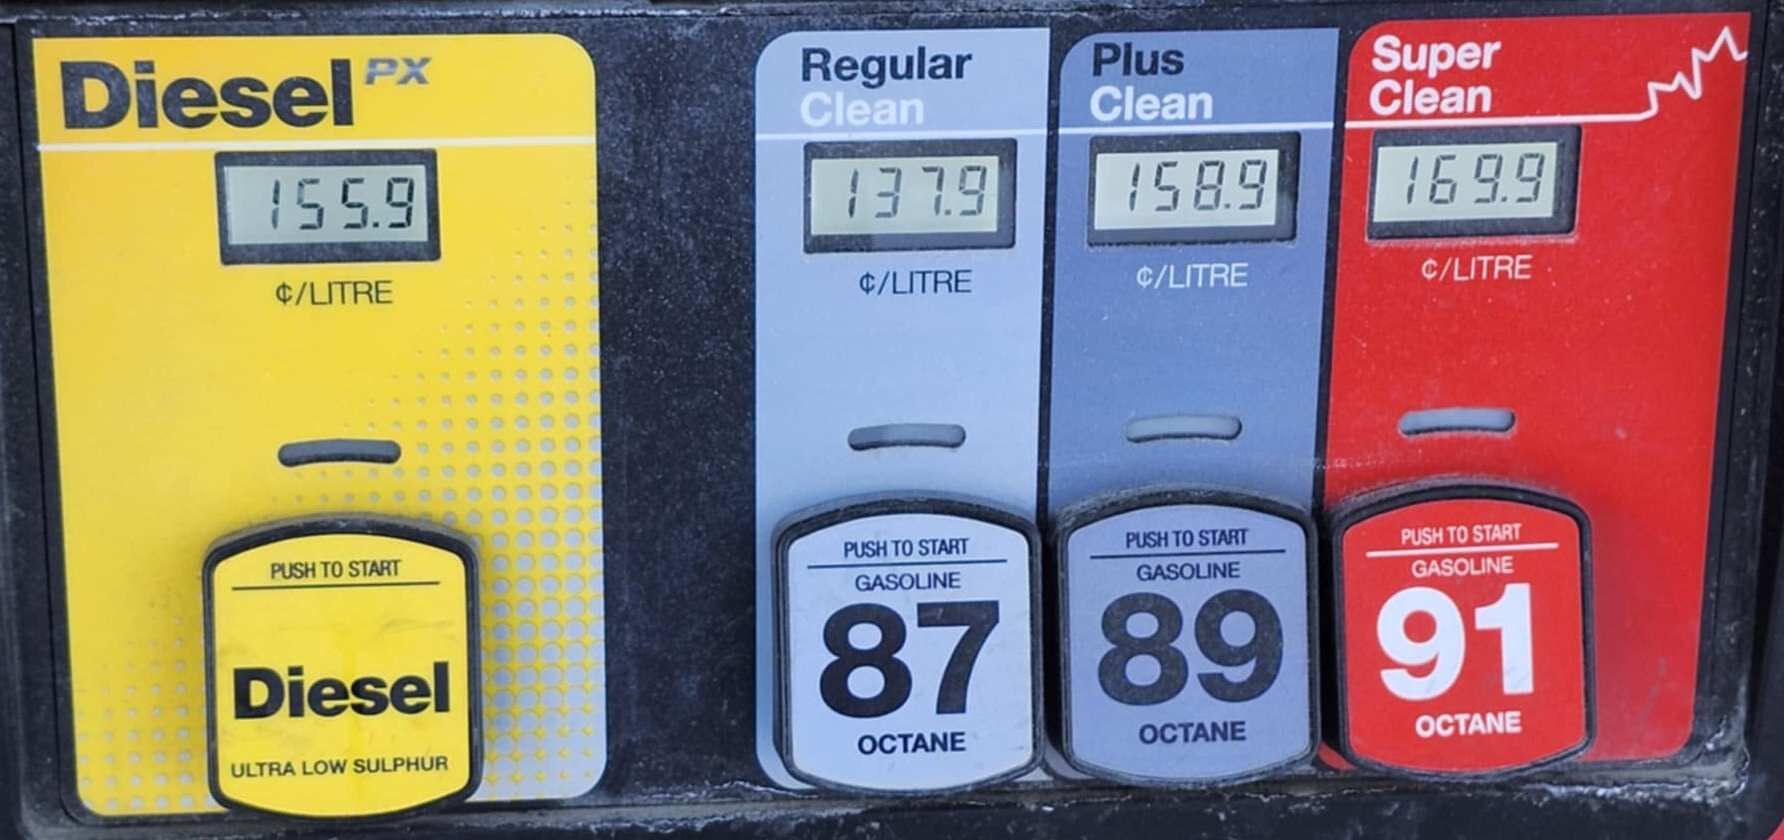 Diesel PX
155.9
¢/LITRE
PUSH TO START
Diesel
ULTRA LOW SULPHUR
Regular
Clean
137.9
¢/LITRE
PUSH TO START
GASOLINE
87
OCTANE
Plus
Clean
158.9
¢/LITRE
PUSH TO START
GASOLINE
89
OCTANE
Super
Clean
169.9
¢/LITRE
PUSH TO START
GASOLINE
91
OCTANE